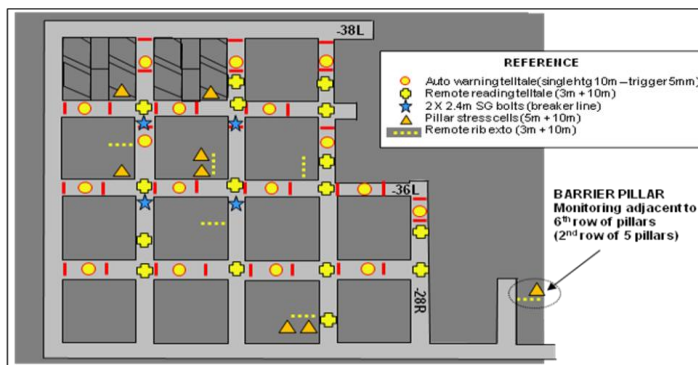 -38L
REFERENCE
Auto warning telltale(single htg 10m – trigger 5mm)
Remote reading telltale (3m + 10m)
2 X 2.4m SG bolts (breaker line)
Pillar stress cells (5m + 10m)
Remote rib exto (3m + 10m)
-36L
BARRIER PILLAR
Monitoring adjacent to
6th row of pillars
(2nd row of 5 pillars)
-28R